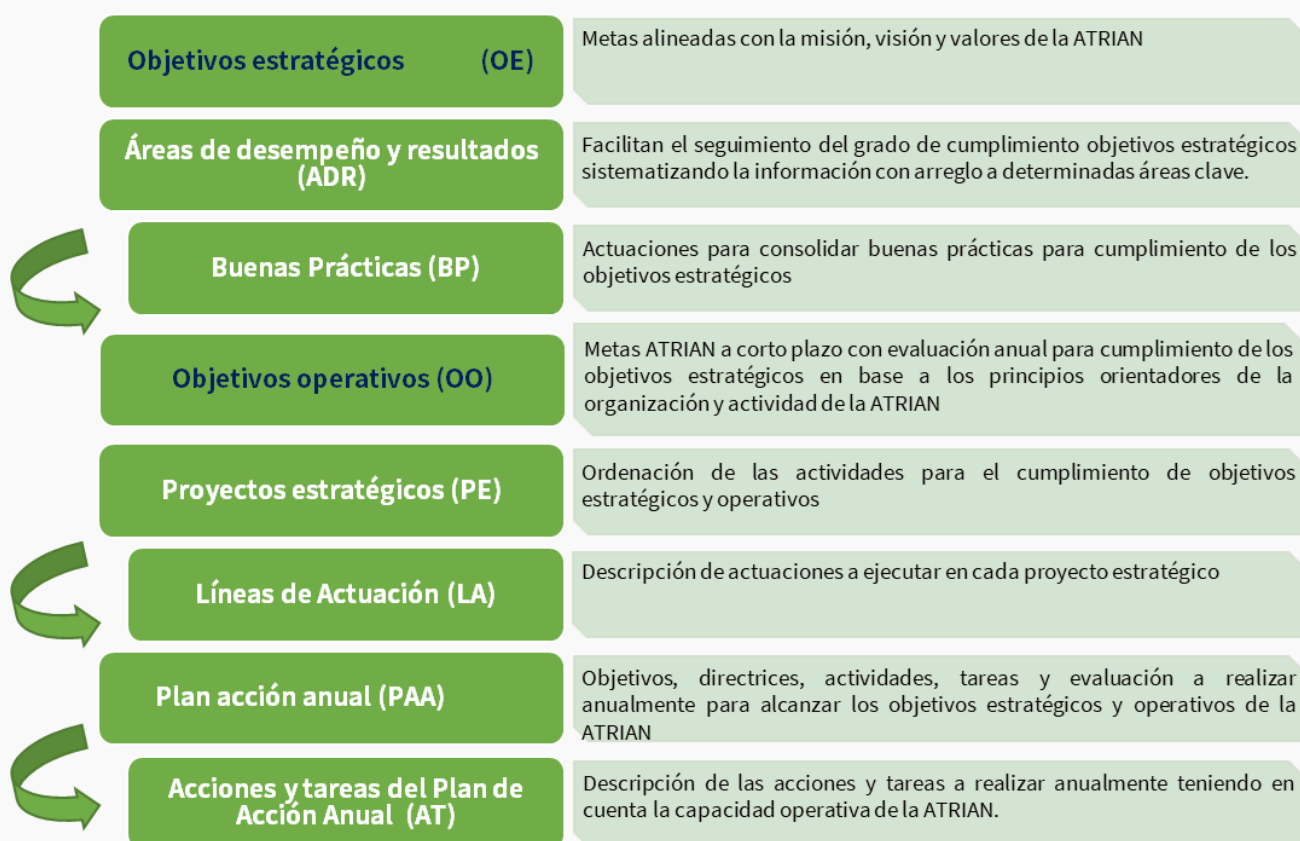 Objetivos estratégicos (OE)
Metas alineadas con la misión, visión y valores de la ATRIAN
Áreas de desempeño y resultados
(ADR)
Facilitan el seguimiento del grado de cumplimiento objetivos estratégicos
sistematizando la información con arreglo a determinadas áreas clave.
Buenas Prácticas (BP)
Actuaciones para consolidar buenas prácticas para cumplimiento de los
objetivos estratégicos
Objetivos operativos (OO)
Metas ATRIAN a corto plazo con evaluación anual para cumplimiento de los
objetivos estratégicos en base a los principios orientadores de la
organización y actividad de la ATRIAN
Proyectos estratégicos (PE)
Ordenación de las actividades para el cumplimiento de objetivos
estratégicos y operativos
Líneas de Actuación (LA)
Descripción de actuaciones a ejecutar en cada proyecto estratégico
Plan acción anual (PAA)
Objetivos, directrices, actividades, tareas y evaluación a realizar
anualmente para alcanzar los objetivos estratégicos y operativos de la
ATRIAN
Acciones y tareas del Plan de
Acción Anual (AT)
Descripción de las acciones y tareas a realizar anualmente teniendo en
cuenta la capacidad operativa de la ATRIAN.